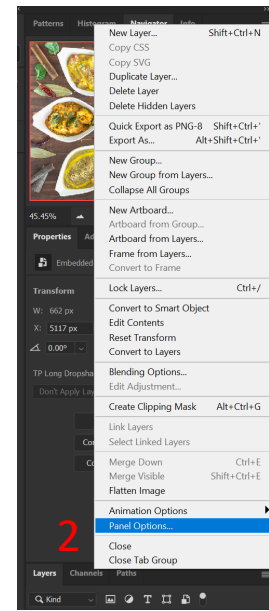 Patterns Histogram Navigator Info
New Layer... Shift+Ctrl+N
Copy CSS
Copy SVG
Duplicate Layer...
Delete Layer
Delete Hidden Layers
Quick Export as PNG-8 Shift+Ctrl+'
Export As... Alt+Shift+Ctrl+'
New Group...
New Group from Layers...
Collapse All Groups
New Artboard...
Artboard from Group...
Artboard from Layers...
Frame from Layers...
Convert to Frame
45.45%
Properties
Embedded
Lock Layers... Ctrl+/
Transform
W: 662 px
X: 5117 px
0.00°
Convert to Smart Object
Edit Contents
Reset Transform
Convert to Layers
TP Long Dropsha
Don't Apply Lay
Blending Options...
Edit Adjustment...
Create Clipping Mask Alt+Ctrl+G
Link Layers
Select Linked Layers
Merge Down Ctrl+E
Merge Visible Shift+Ctrl+E
Flatten Image
Animation Options
Panel Options...
2
Close
Close Tab Group
Layers Channels Paths
Kind